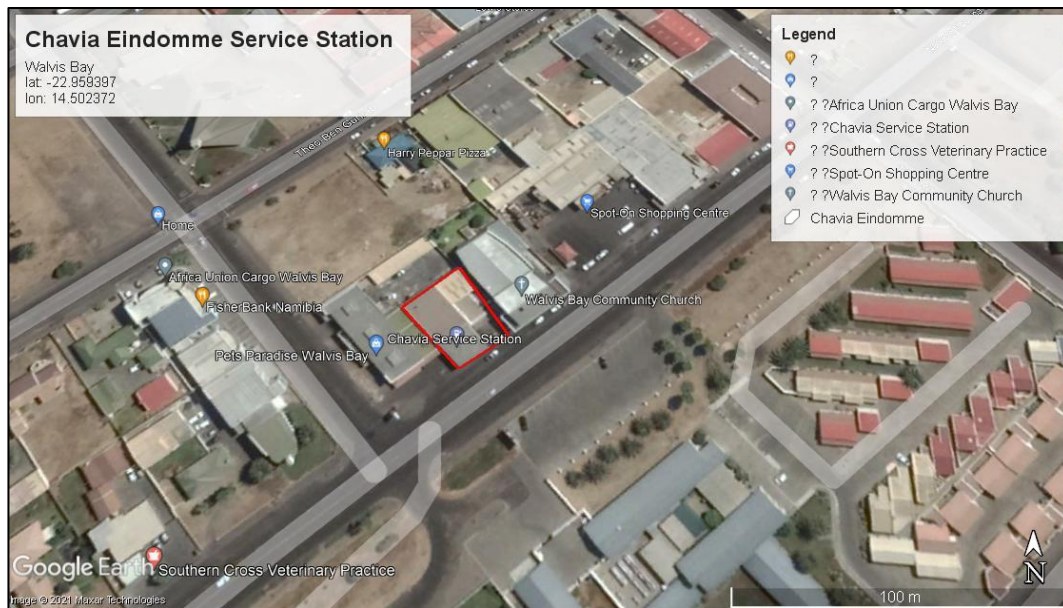 Chavia Eindomme Service Station
Walvis Bay
lat: -22.959397
lon: 14.502372
Legend
?
?
? ?Africa Union Cargo Walvis Bay
? ?Chavia Service Station
? ?Southern Cross Veterinary Practice
? ?Spot-On Shopping Centre
? ?Walvis Bay Community Church
Chavia Eindomme
Harry Peppar Pizza
Spot-On Shopping Centre
Home
Africa Union Cargo Walvis Bay
FisherBank Namibia
Walvis Bay Community Church
Chavia Service Station
Pets Paradise Walvis Bay
Southern Cross Veterinary Practice
Google Earth
Image © 2021 Maxar Technologies
100 m
N